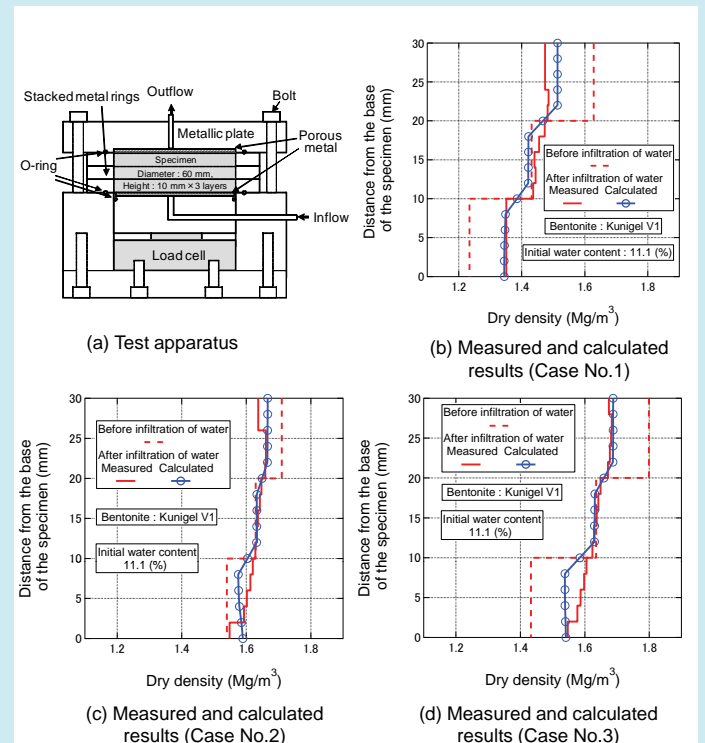 Outflow
Bolt
Stacked metal rings
Metallic plate
Porous
metal
O-ring
Specimen
Diameter : 60 mm,
Height : 10 mm × 3 layers
Inflow
Load cell
(a) Test apparatus
Distance from the base
of the specimen (mm)
30
25
20
15
10
5
0
Before infiltration of water
After infiltration of water
Measured Calculated
Bentonite : Kunigel V1
Initial water content : 11.1 (%)
1.2 1.4 1.6 1.8
Dry density (Mg/m³)
(b) Measured and calculated
results (Case No.1)
Distance from the base
of the specimen (mm)
30
25
20
15
10
5
0
Before infiltration of water
After infiltration of water
Measured Calculated
Bentonite : Kunigel V1
Initial water content
11.1 (%)
1.2 1.4 1.6 1.8
Dry density (Mg/m³)
(c) Measured and calculated
results (Case No.2)
Distance from the base
of the specimen (mm)
30
25
20
15
10
5
0
Before infiltration of water
After infiltration of water
Measured Calculated
Bentonite : Kunigel V1
Initial water content
11.1 (%)
1.2 1.4 1.6 1.8
Dry density (Mg/m³)
(d) Measured and calculated
results (Case No.3)